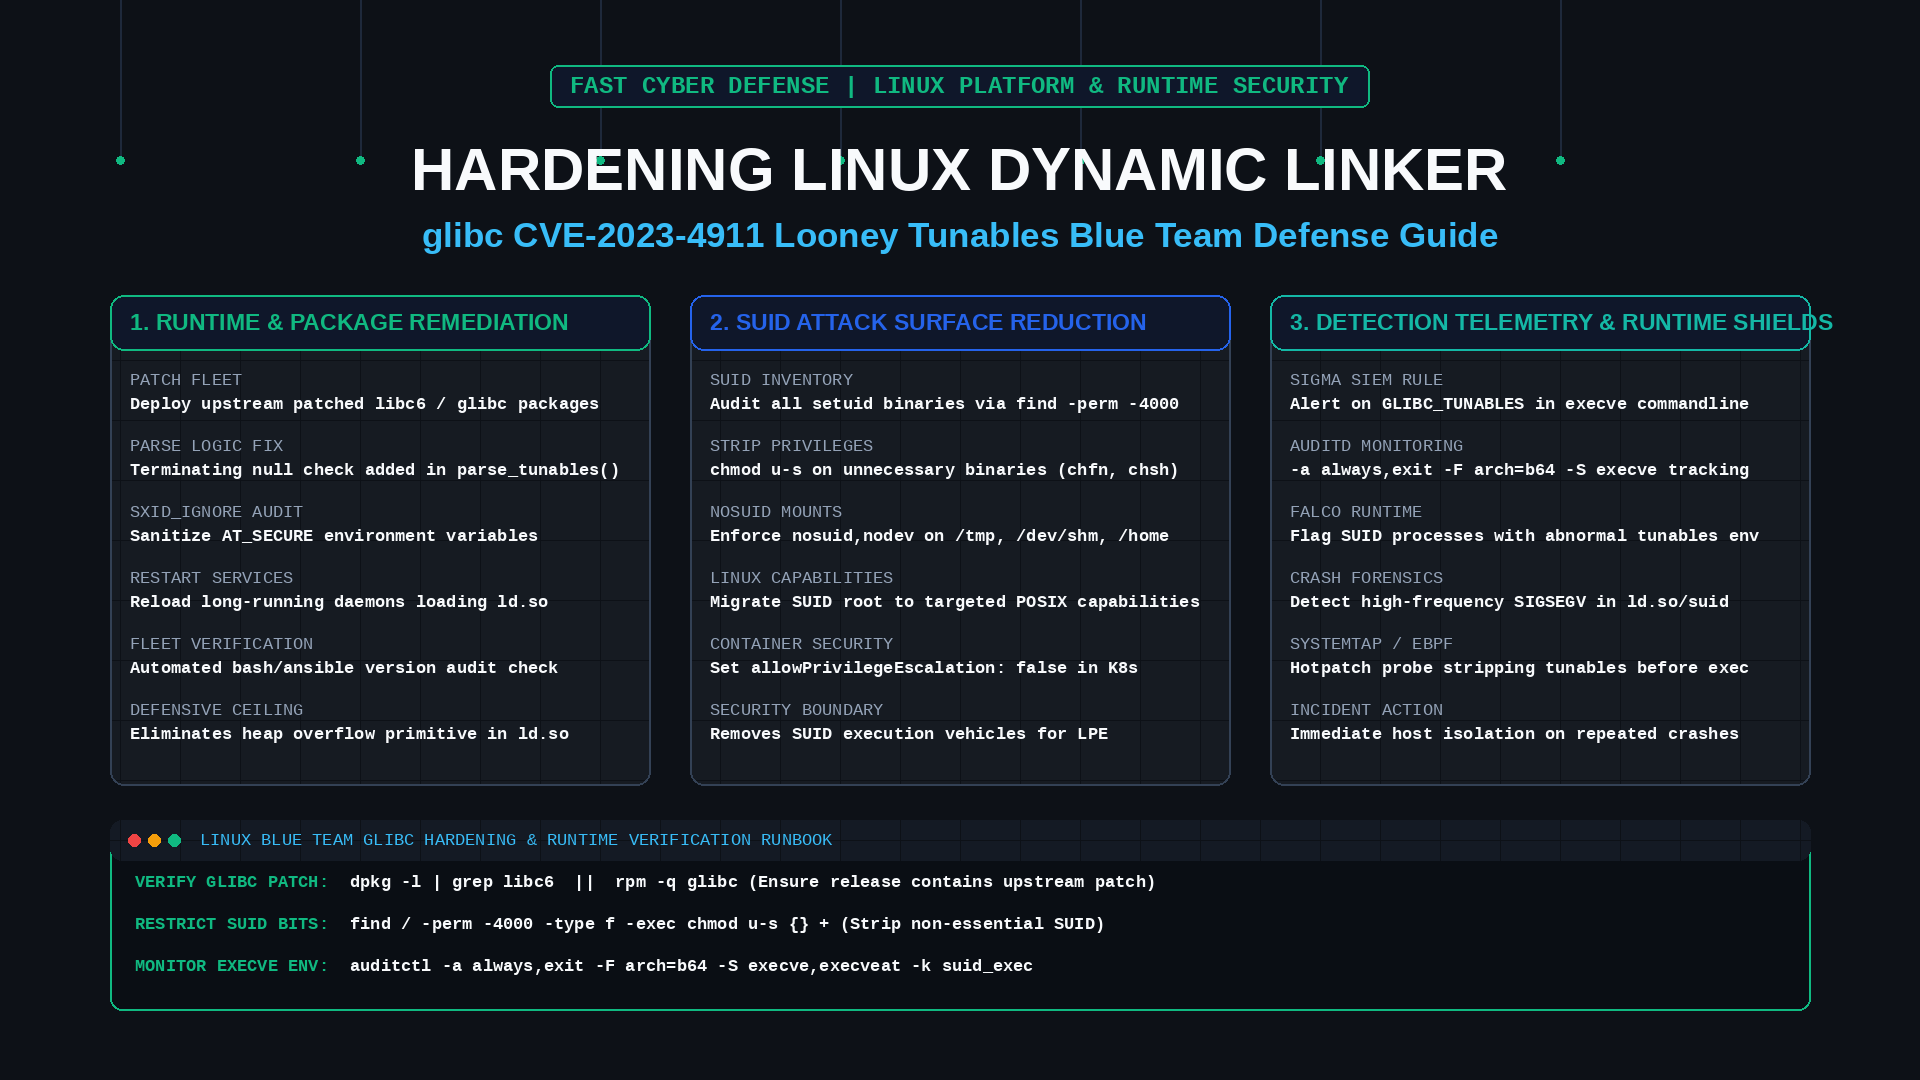 FAST CYBER DEFENSE | LINUX PLATFORM & RUNTIME SECURITY
HARDENING LINUX DYNAMIC LINKER
glibc CVE-2023-4911 Looney Tunables Blue Team Defense Guide
1. RUNTIME & PACKAGE REMEDIATION
PATCH FLEET
Deploy upstream patched libc6 / glibc packages
PARSE LOGIC FIX
Terminating null check added in parse_tunables()
SXID_IGNORE AUDIT
Sanitize AT_SECURE environment variables
RESTART SERVICES
Reload long-running daemons loading ld.so
FLEET VERIFICATION
Automated bash/ansible version audit check
DEFENSIVE CEILING
Eliminates heap overflow primitive in ld.so
2. SUID ATTACK SURFACE REDUCTION
SUID INVENTORY
Audit all setuid binaries via find -perm -4000
STRIP PRIVILEGES
chmod u-s on unnecessary binaries (chfn, chsh)
NOSUID MOUNTS
Enforce nosuid,nodev on /tmp, /dev/shm, /home
LINUX CAPABILITIES
Migrate SUID root to targeted POSIX capabilities
CONTAINER SECURITY
Set allowPrivilegeEscalation: false in K8s
SECURITY BOUNDARY
Removes SUID execution vehicles for LPE
3. DETECTION TELEMETRY & RUNTIME SHIELDS
SIGMA SIEM RULE
Alert on GLIBC_TUNABLES in execve commandline
AUDITD MONITORING
-a always,exit -F arch=b64 -S execve tracking
FALCO RUNTIME
Flag SUID processes with abnormal tunables env
CRASH FORENSICS
Detect high-frequency SIGSEGV in ld.so/suid
SYSTEMTAP / EBPF
Hotpatch probe stripping tunables before exec
INCIDENT ACTION
Immediate host isolation on repeated crashes
LINUX BLUE TEAM GLIBC HARDENING & RUNTIME VERIFICATION RUNBOOK
VERIFY GLIBC PATCH: dpkg -l | grep libc6  ||  rpm -q glibc (Ensure release contains upstream patch)
RESTRICT SUID BITS: find / -perm -4000 -type f -exec chmod u-s {} + (Strip non-essential SUID)
MONITOR EXECVE ENV: auditctl -a always,exit -F arch=b64 -S execve,execveat -k suid_exec